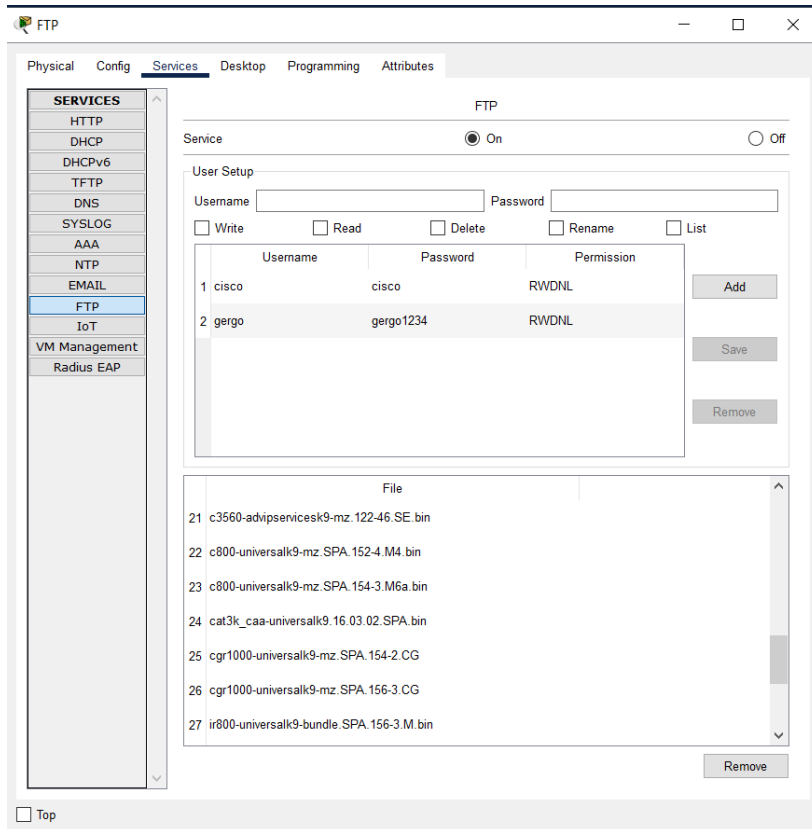 FTP
Physical Config Services Desktop Programming Attributes
SERVICES
HTTP
DHCP
DHCPv6
TFTP
DNS
SYSLOG
AAA
NTP
EMAIL
FTP
IoT
VM Management
Radius EAP
FTP
Service On Off
User Setup
Username Password
Write Read Delete Rename List
Username Password Permission
1 cisco cisco RWDNL
2 gergo gergo1234 RWDNL
Add
Save
Remove
File
21 c3560-advipservicesk9-mz.122-46.SE.bin
22 c800-universalk9-mz.SPA.152-4.M4.bin
23 c800-universalk9-mz.SPA.154-3.M6a.bin
24 cat3k_caa-universalk9.16.03.02.SPA.bin
25 cgr1000-universalk9-mz.SPA.154-2.CG
26 cgr1000-universalk9-mz.SPA.156-3.CG
27 ir800-universalk9-bundle.SPA.156-3.M.bin
Remove
Top